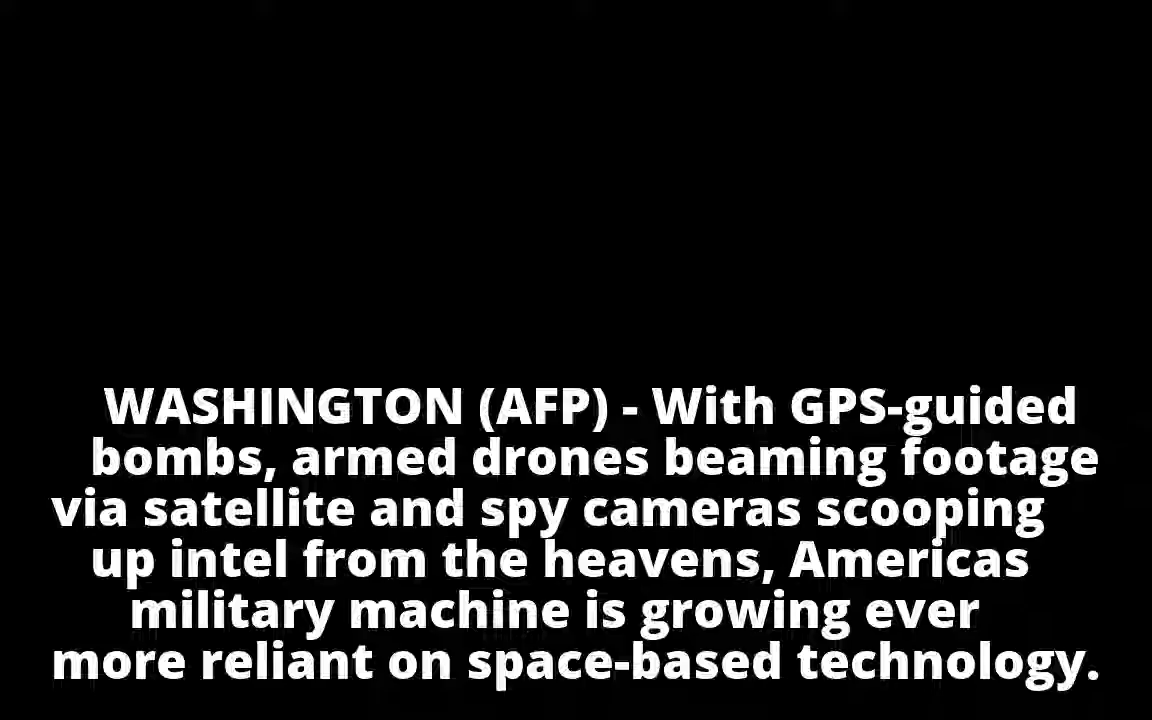 WASHINGTON (AFP) - With GPS-guided
bombs, armed drones beaming footage
via satellite and spy cameras scooping
up intel from the heavens, Americas
military machine is growing ever
more reliant on space-based technology.